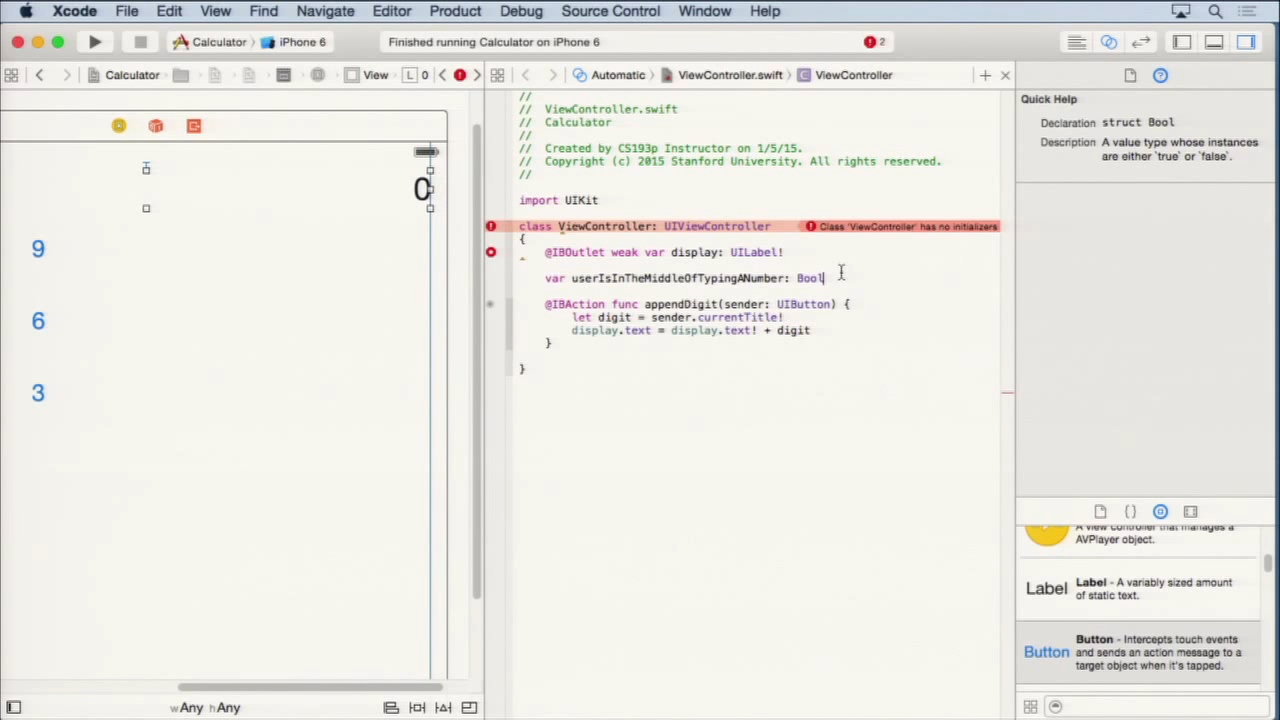 Xcode File Edit View Find Navigate Editor Product Debug Source Control Window Help
Calculator iPhone 6 Finished running Calculator on iPhone 6 2
Calculator View L 0 Automatic ViewController.swift C ViewController
//
// ViewController.swift
// Calculator
//
// Created by CS193p Instructor on 1/5/15.
// Copyright (c) 2015 Stanford University. All rights reserved.
//
import UIKit
class ViewController: UIViewController
Class 'ViewController' has no initializers
{
@IBOutlet weak var display: UILabel!
var userIsInTheMiddleOfTypingANumber: Bool
@IBAction func appendDigit(sender: UIButton) {
let digit = sender.currentTitle!
display.text = display.text! + digit
}
}
0
9
6
3
wAny hAny
Quick Help
Declaration struct Bool
Description A value type whose instances
are either `true` or `false`.
A view controller that manages a
AVPlayer object.
Label
Label - A variably sized amount
of static text.
Button
Button - Intercepts touch events
and sends an action message to a
target object when it's tapped.